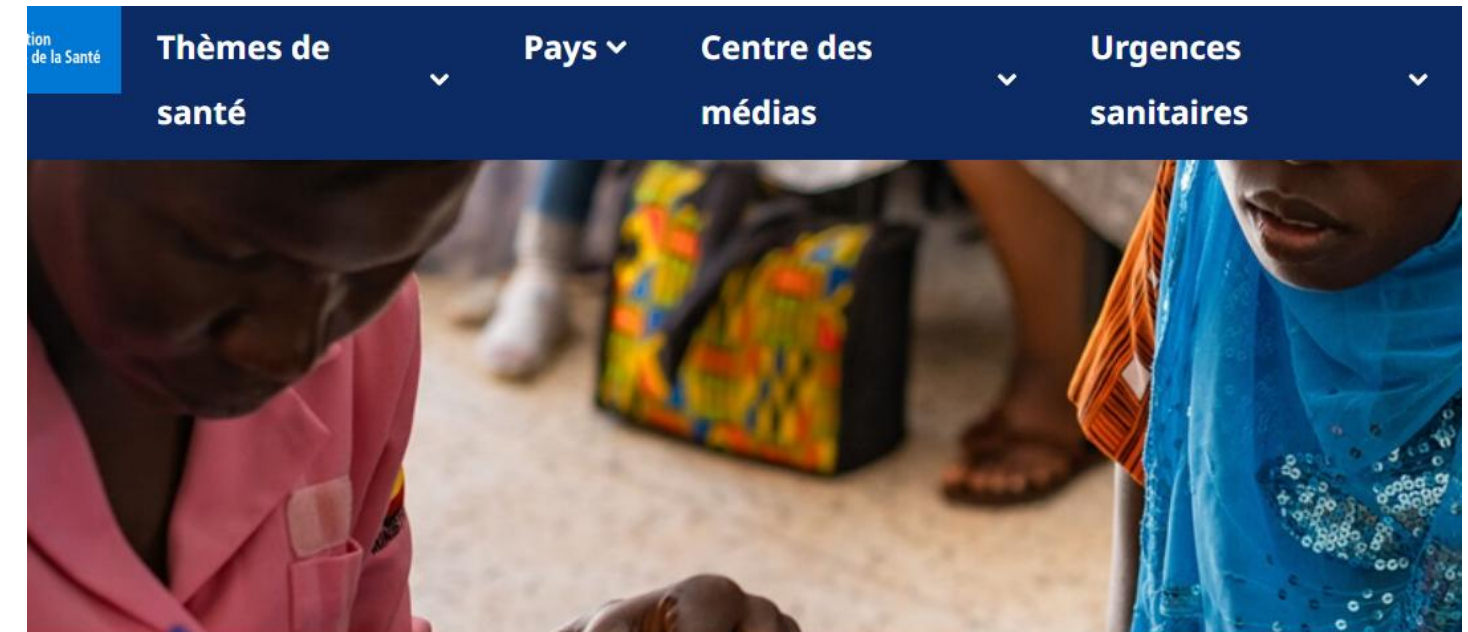 tion
de la Santé
Thèmes de
santé
Pays
Centre des
médias
Urgences
sanitaires